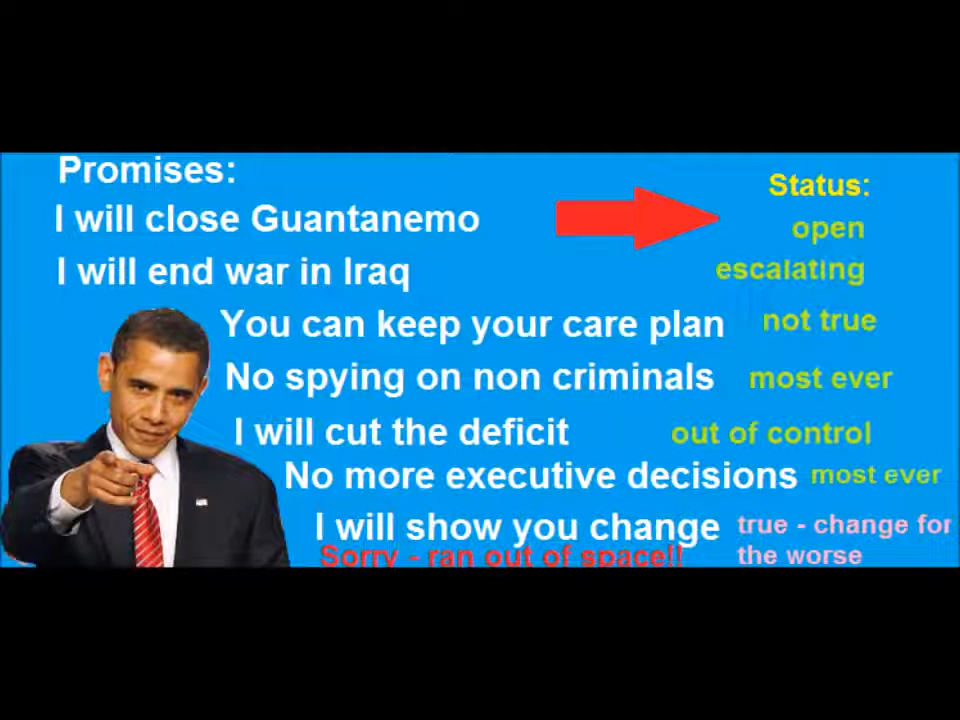 Promises:
Status:
I will close Guantanemo
open
I will end war in Iraq
escalating
You can keep your care plan
not true
No spying on non criminals
most ever
I will cut the deficit
out of control
No more executive decisions
most ever
I will show you change
true - change for
the worse
Sorry - ran out of space!!